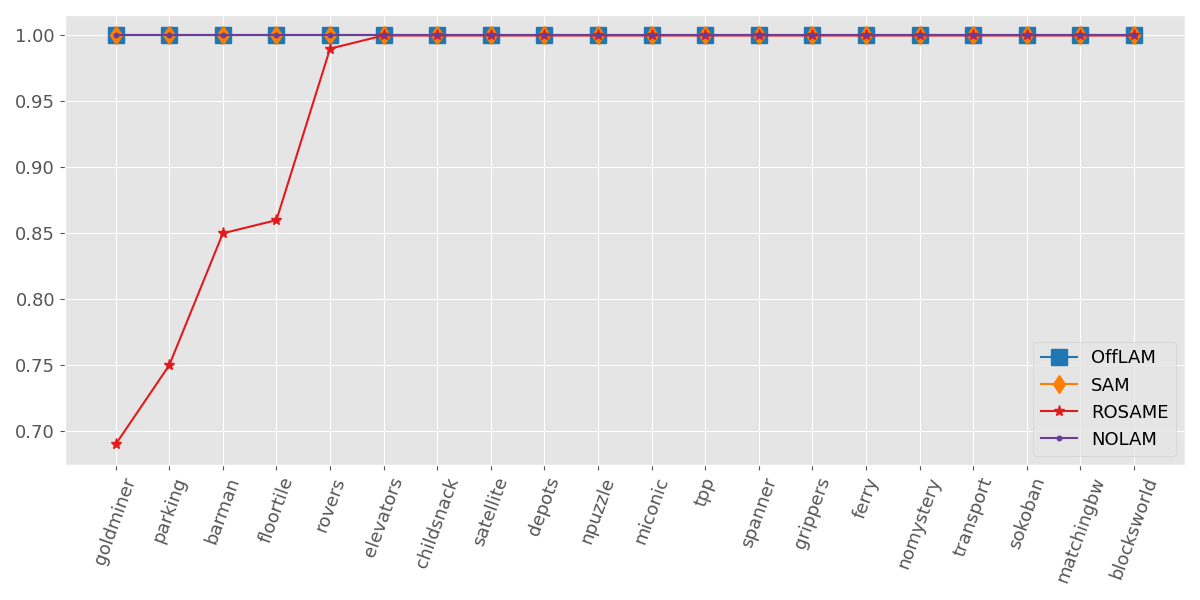 1.00
0.95
0.90
0.85
0.80
0.75
0.70
OffLAM
SAM
ROSAME
NOLAM
goldminer
parking
barman
floortile
rovers
elevators
childsnack
satellite
depots
npuzzle
miconic
tpp
spanner
grippers
ferry
nomystery
transport
sokoban
matchingbw
blocksworld